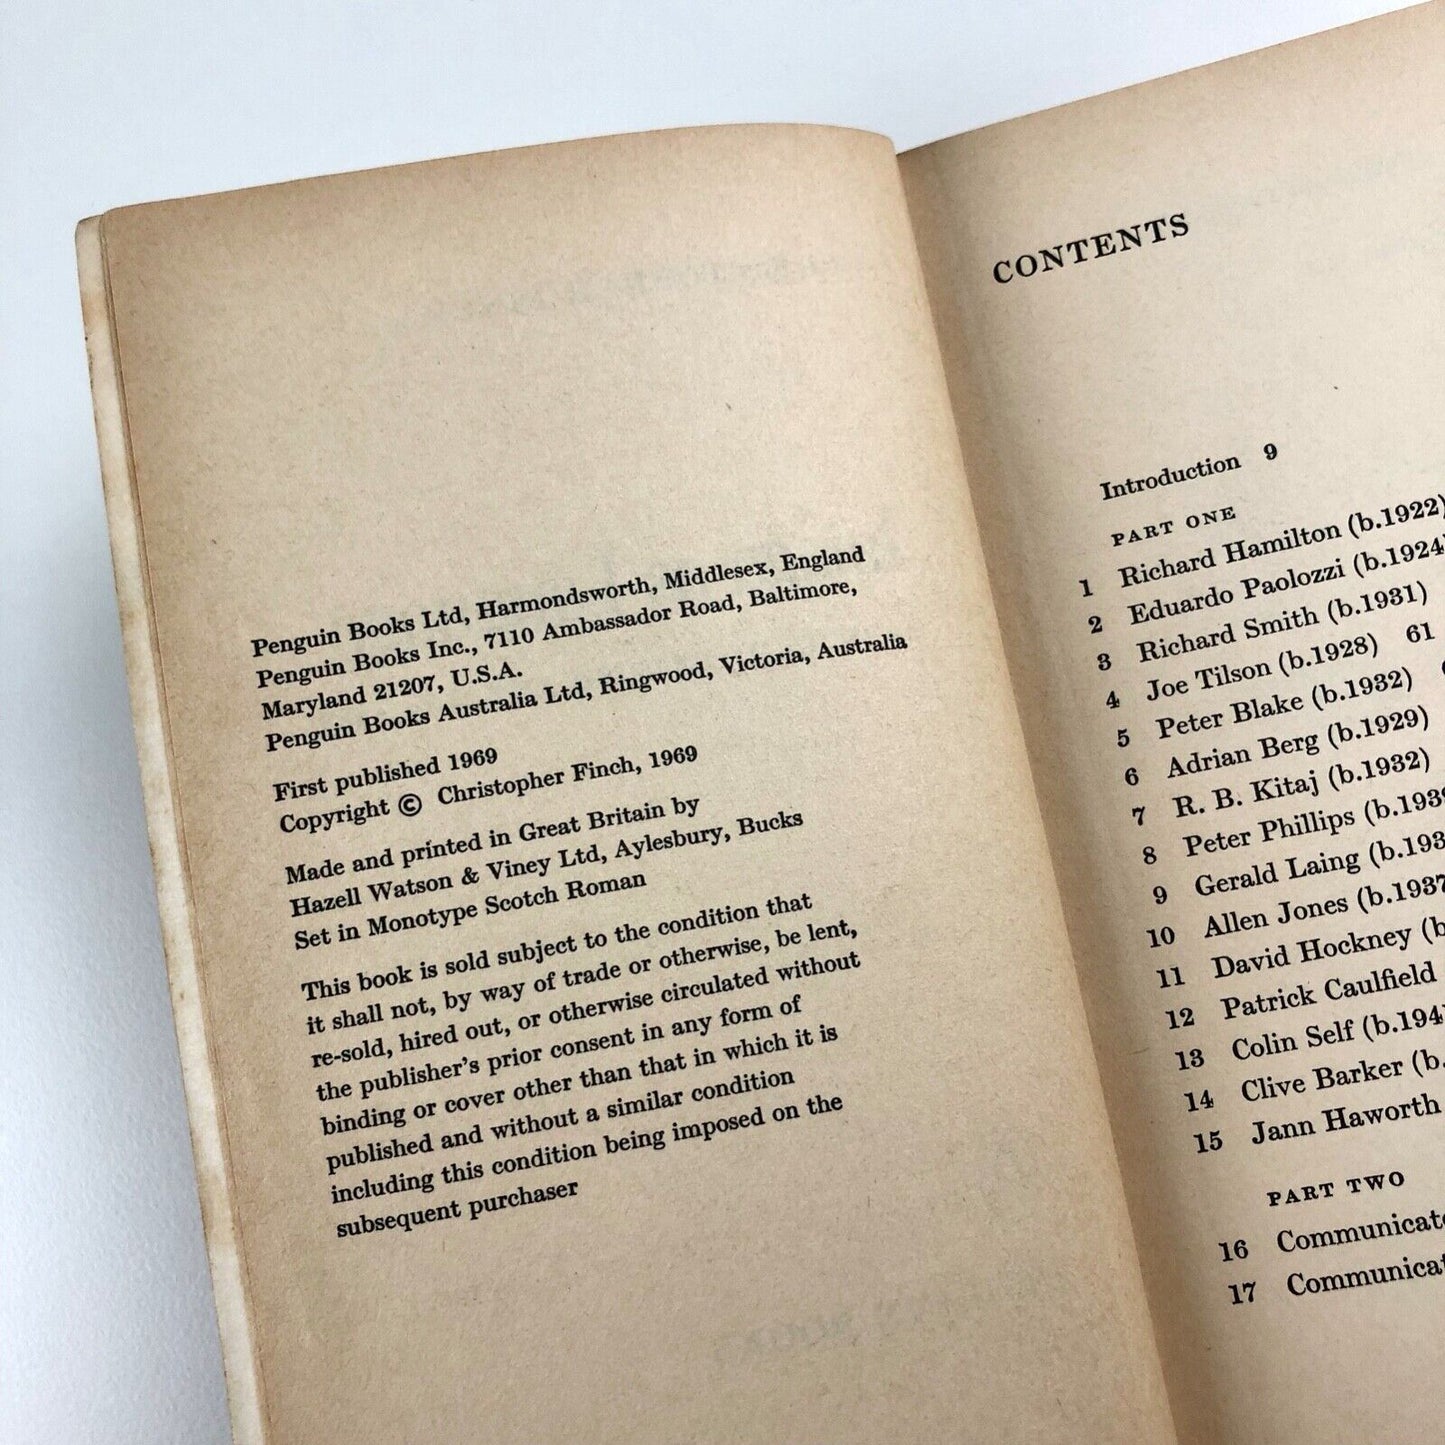 Penguin Books Ltd, Harmondsworth, Middlesex, England
Penguin Books Inc., 7110 Ambassador Road, Baltimore,
Maryland 21207, U.S.A.
Penguin Books Australia Ltd, Ringwood, Victoria, Australia
First published 1969
Copyright © Christopher Finch, 1969
Made and printed in Great Britain by
Hazell Watson & Viney Ltd, Aylesbury, Bucks
Set in Monotype Scotch Roman
This book is sold subject to the condition that
it shall not, by way of trade or otherwise, be lent,
re-sold, hired out, or otherwise circulated without
the publisher's prior consent in any form of
binding or cover other than that in which it is
published and without a similar condition
including this condition being imposed on the
subsequent purchaser
CONTENTS
Introduction 9
PART ONE
1 Richard Hamilton (b.1922)
2 Eduardo Paolozzi (b.1924)
3 Richard Smith (b.1931)
4 Joe Tilson (b.1928) 61
5 Peter Blake (b.1932)
6 Adrian Berg (b.1929)
7 R. B. Kitaj (b.1932)
8 Peter Phillips (b.1939
9 Gerald Laing (b.193
10 Allen Jones (b.1937
11 David Hockney (b
12 Patrick Caulfield
13 Colin Self (b.194
14 Clive Barker (b.
15 Jann Haworth
PART TWO
16 Communicat
17 Communicat